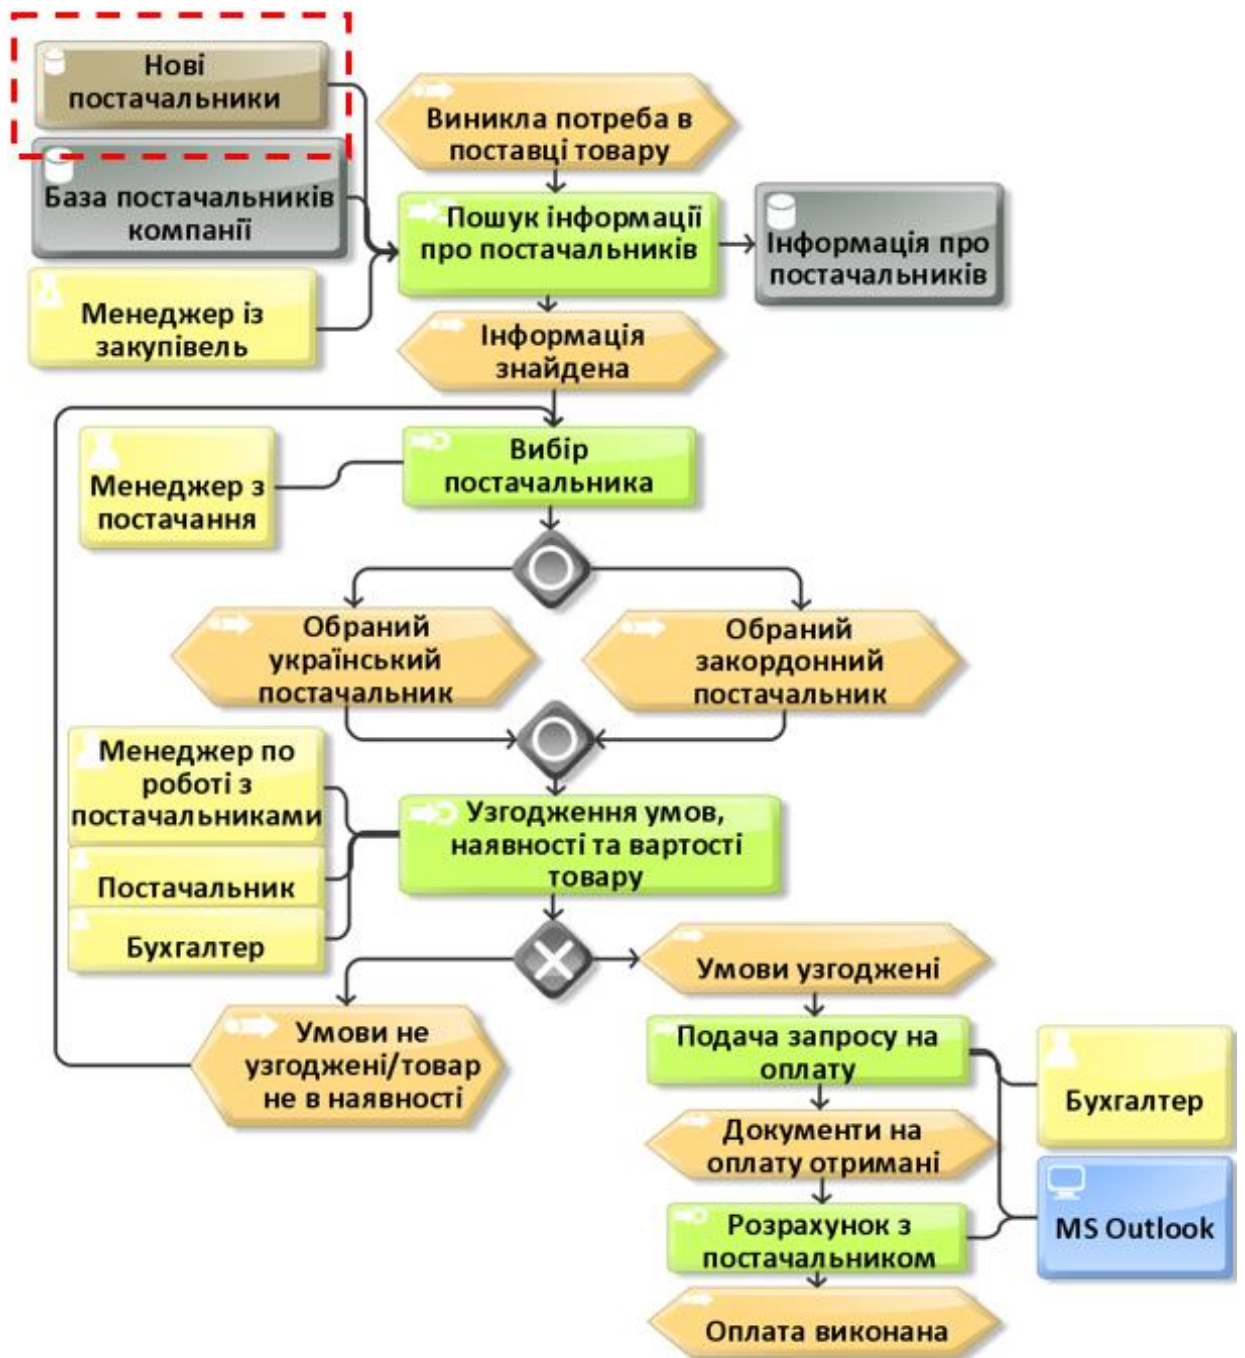 Нові
постачальники
Виникла потреба в
поставці товару
База постачальників
компанії
Пошук інформації
про постачальників
Інформація про
постачальників
Менеджер із
закупівель
Інформація
знайдена
Вибір
постачальника
Менеджер з
постачання
Обраний
український
постачальник
Обраний
закордонний
постачальник
Менеджер по
роботі з
постачальниками
Постачальник
Бухгалтер
Узгодження умов,
наявності та вартості
товару
Умови узгоджені
Умови не
узгоджені/товар
не в наявності
Подача запросу на
оплату
Бухгалтер
Документи на
оплату отримані
MS Outlook
Розрахунок з
постачальником
Оплата виконана